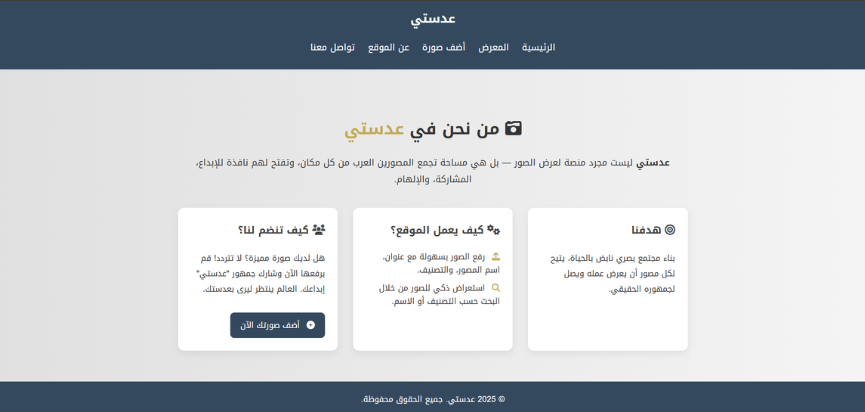 عدستي
الرئيسية المعرض أضف صورة عن الموقع تواصل معنا
من نحن في عدستي
عدستي ليست مجرد منصة لعرض الصور — بل هي مساحة تجمع المصورين العرب من كل مكان، وتفتح لهم نافذة للإبداع،
المشاركة، والإلهام.
هدفنا
بناء مجتمع بصري نابض بالحياة، يتيح
لكل مصور أن يعرض عمله ويصل
لجمهوره الحقيقي.
كيف يعمل الموقع؟
رفع الصور بسهولة مع عنوان،
اسم المصور، والتصنيف.
استعراض ذكي للصور من خلال
البحث حسب التصنيف أو الاسم.
كيف تنضم لنا؟
هل لديك صورة مميزة؟ لا تتردد! قم
برفعها الآن وشارك جمهور "عدستي"
إبداعك. العالم ينتظر ليرى بعدستك.
أضف صورتك الآن
© 2025 عدستي. جميع الحقوق محفوظة.